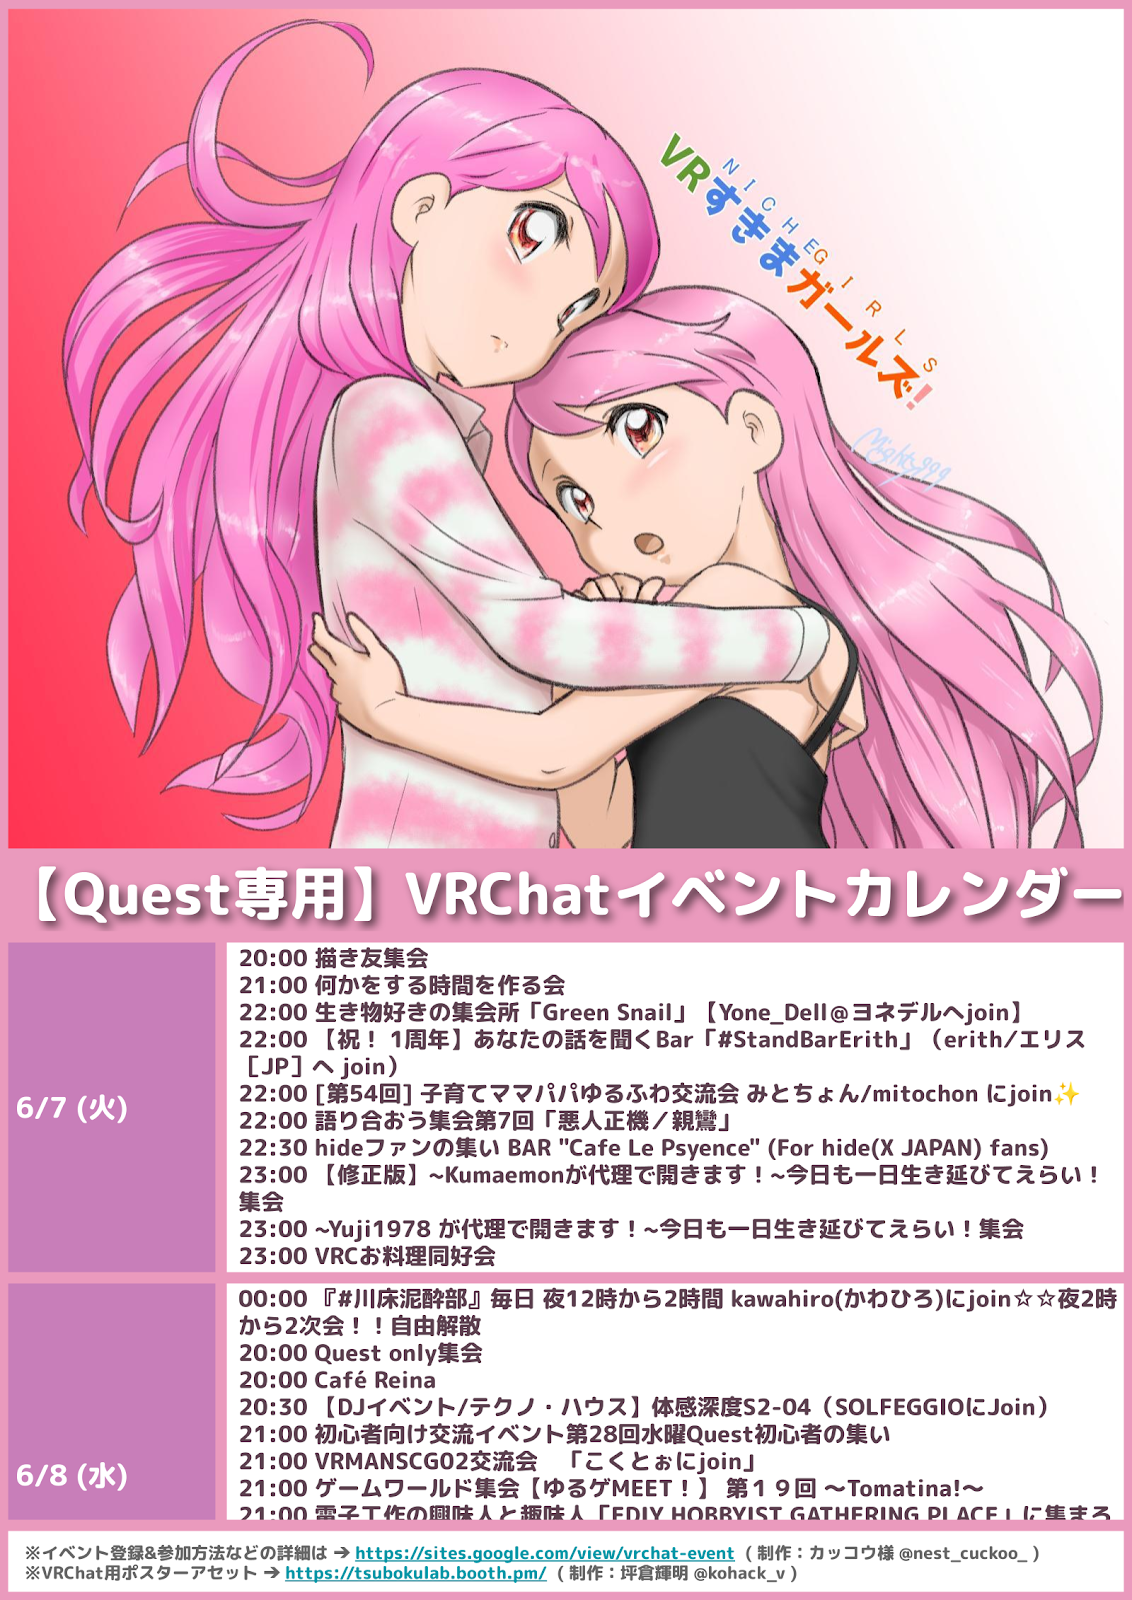 VRすきまガールズ!
NICHEGIRLS
Mighty999
【Quest専用】VRChatイベントカレンダー
6/7 (火)
20:00 描き友集会
21:00 何かをする時間を作る会
22:00 生き物好きの集会所「Green Snail」【Yone_Dell@ヨネデルへjoin】
22:00 【祝！ 1周年】あなたの話を聞くBar「#StandBarErith」（erith/エリス
［JP］へ join）
22:00 [第54回] 子育てママパパゆるふわ交流会 みとちょん/mitochon にjoin✨
22:00 語り合おう集会第7回「悪人正機／親鸞」
22:30 hideファンの集い BAR "Cafe Le Psyence" (For hide(X JAPAN) fans)
23:00 【修正版】~Kumaemonが代理で開きます！~今日も一日生き延びてえらい！
集会
23:00 ~Yuji1978 が代理で開きます！~今日も一日生き延びてえらい！集会
23:00 VRCお料理同好会
6/8 (水)
00:00 『#川床泥酔部』毎日 夜12時から2時間 kawahiro(かわひろ)にjoin☆☆夜2時
から2次会！！自由解散
20:00 Quest only集会
20:00 Café Reina
20:30 【DJイベント/テクノ・ハウス】体感深度S2-04（SOLFEGGIOにJoin）
21:00 初心者向け交流イベント第28回水曜Quest初心者の集い
21:00 VRMANSCG02交流会　「こくとぉにjoin」
21:00 ゲームワールド集会【ゆるゲMEET！】 第１９回 ～Tomatina!～
21:00 電子工作の興味人と趣味人「EDIY HOBBYIST GATHERING PLACE」に集まろ
※イベント登録&参加方法などの詳細は → https://sites.google.com/view/vrchat-event （ 制作：カッコウ様 @nest_cuckoo_ ）
※VRChat用ポスターアセット → https://tsubokulab.booth.pm/ （ 制作：坪倉輝明 @kohack_v ）